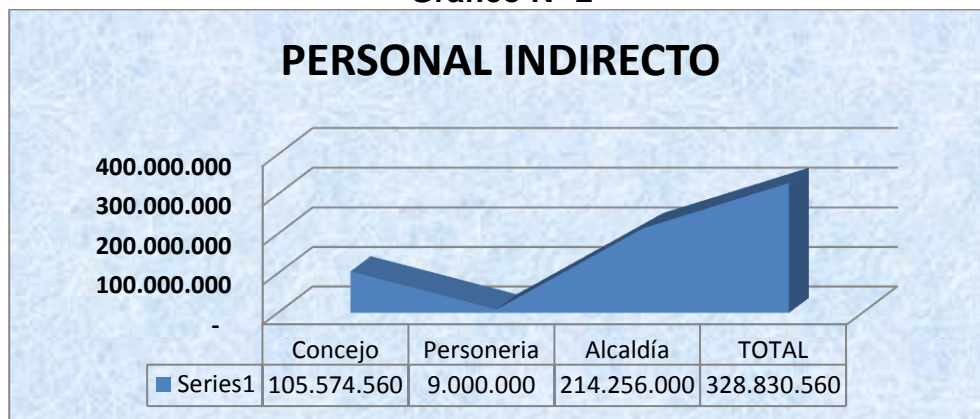 PERSONAL INDIRECTO
400.000.000
300.000.000
200.000.000
100.000.000
-
Concejo Personeria Alcaldía TOTAL
Series1 105.574.560 9.000.000 214.256.000 328.830.560